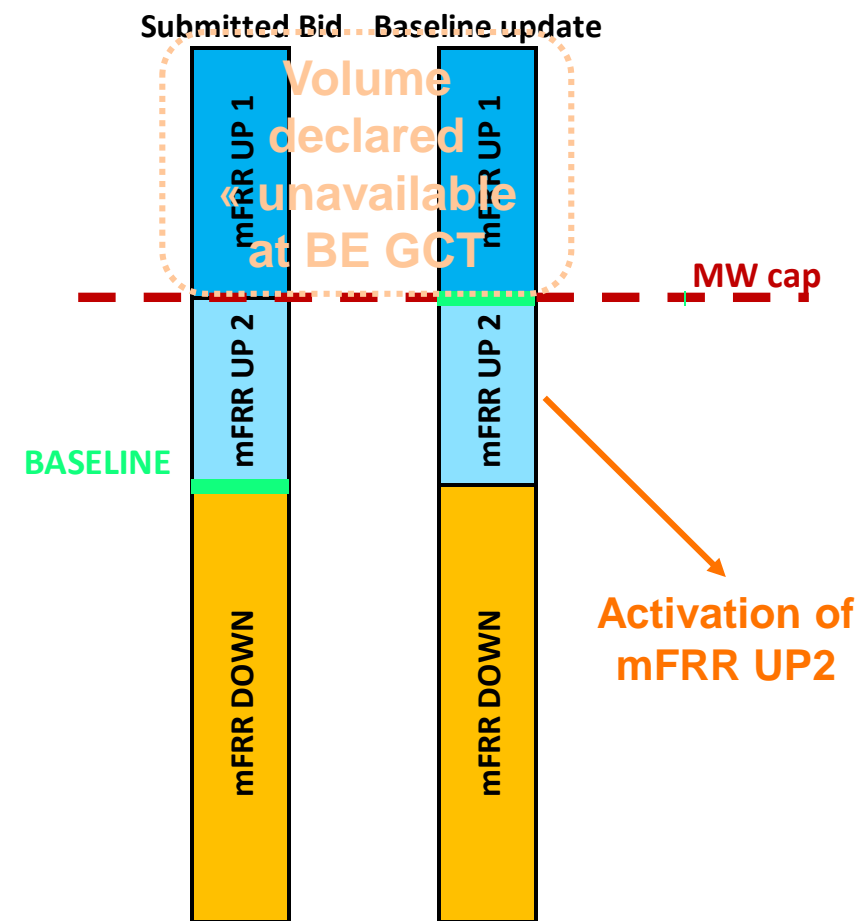 Submitted Bid
Baseline update
Volume
declared
« unavailable
at BE GCT
mFRR UP 1
mFRR UP 1
MW cap
mFRR UP 2
mFRR UP 2
BASELINE
mFRR DOWN
mFRR DOWN
Activation of
mFRR UP2